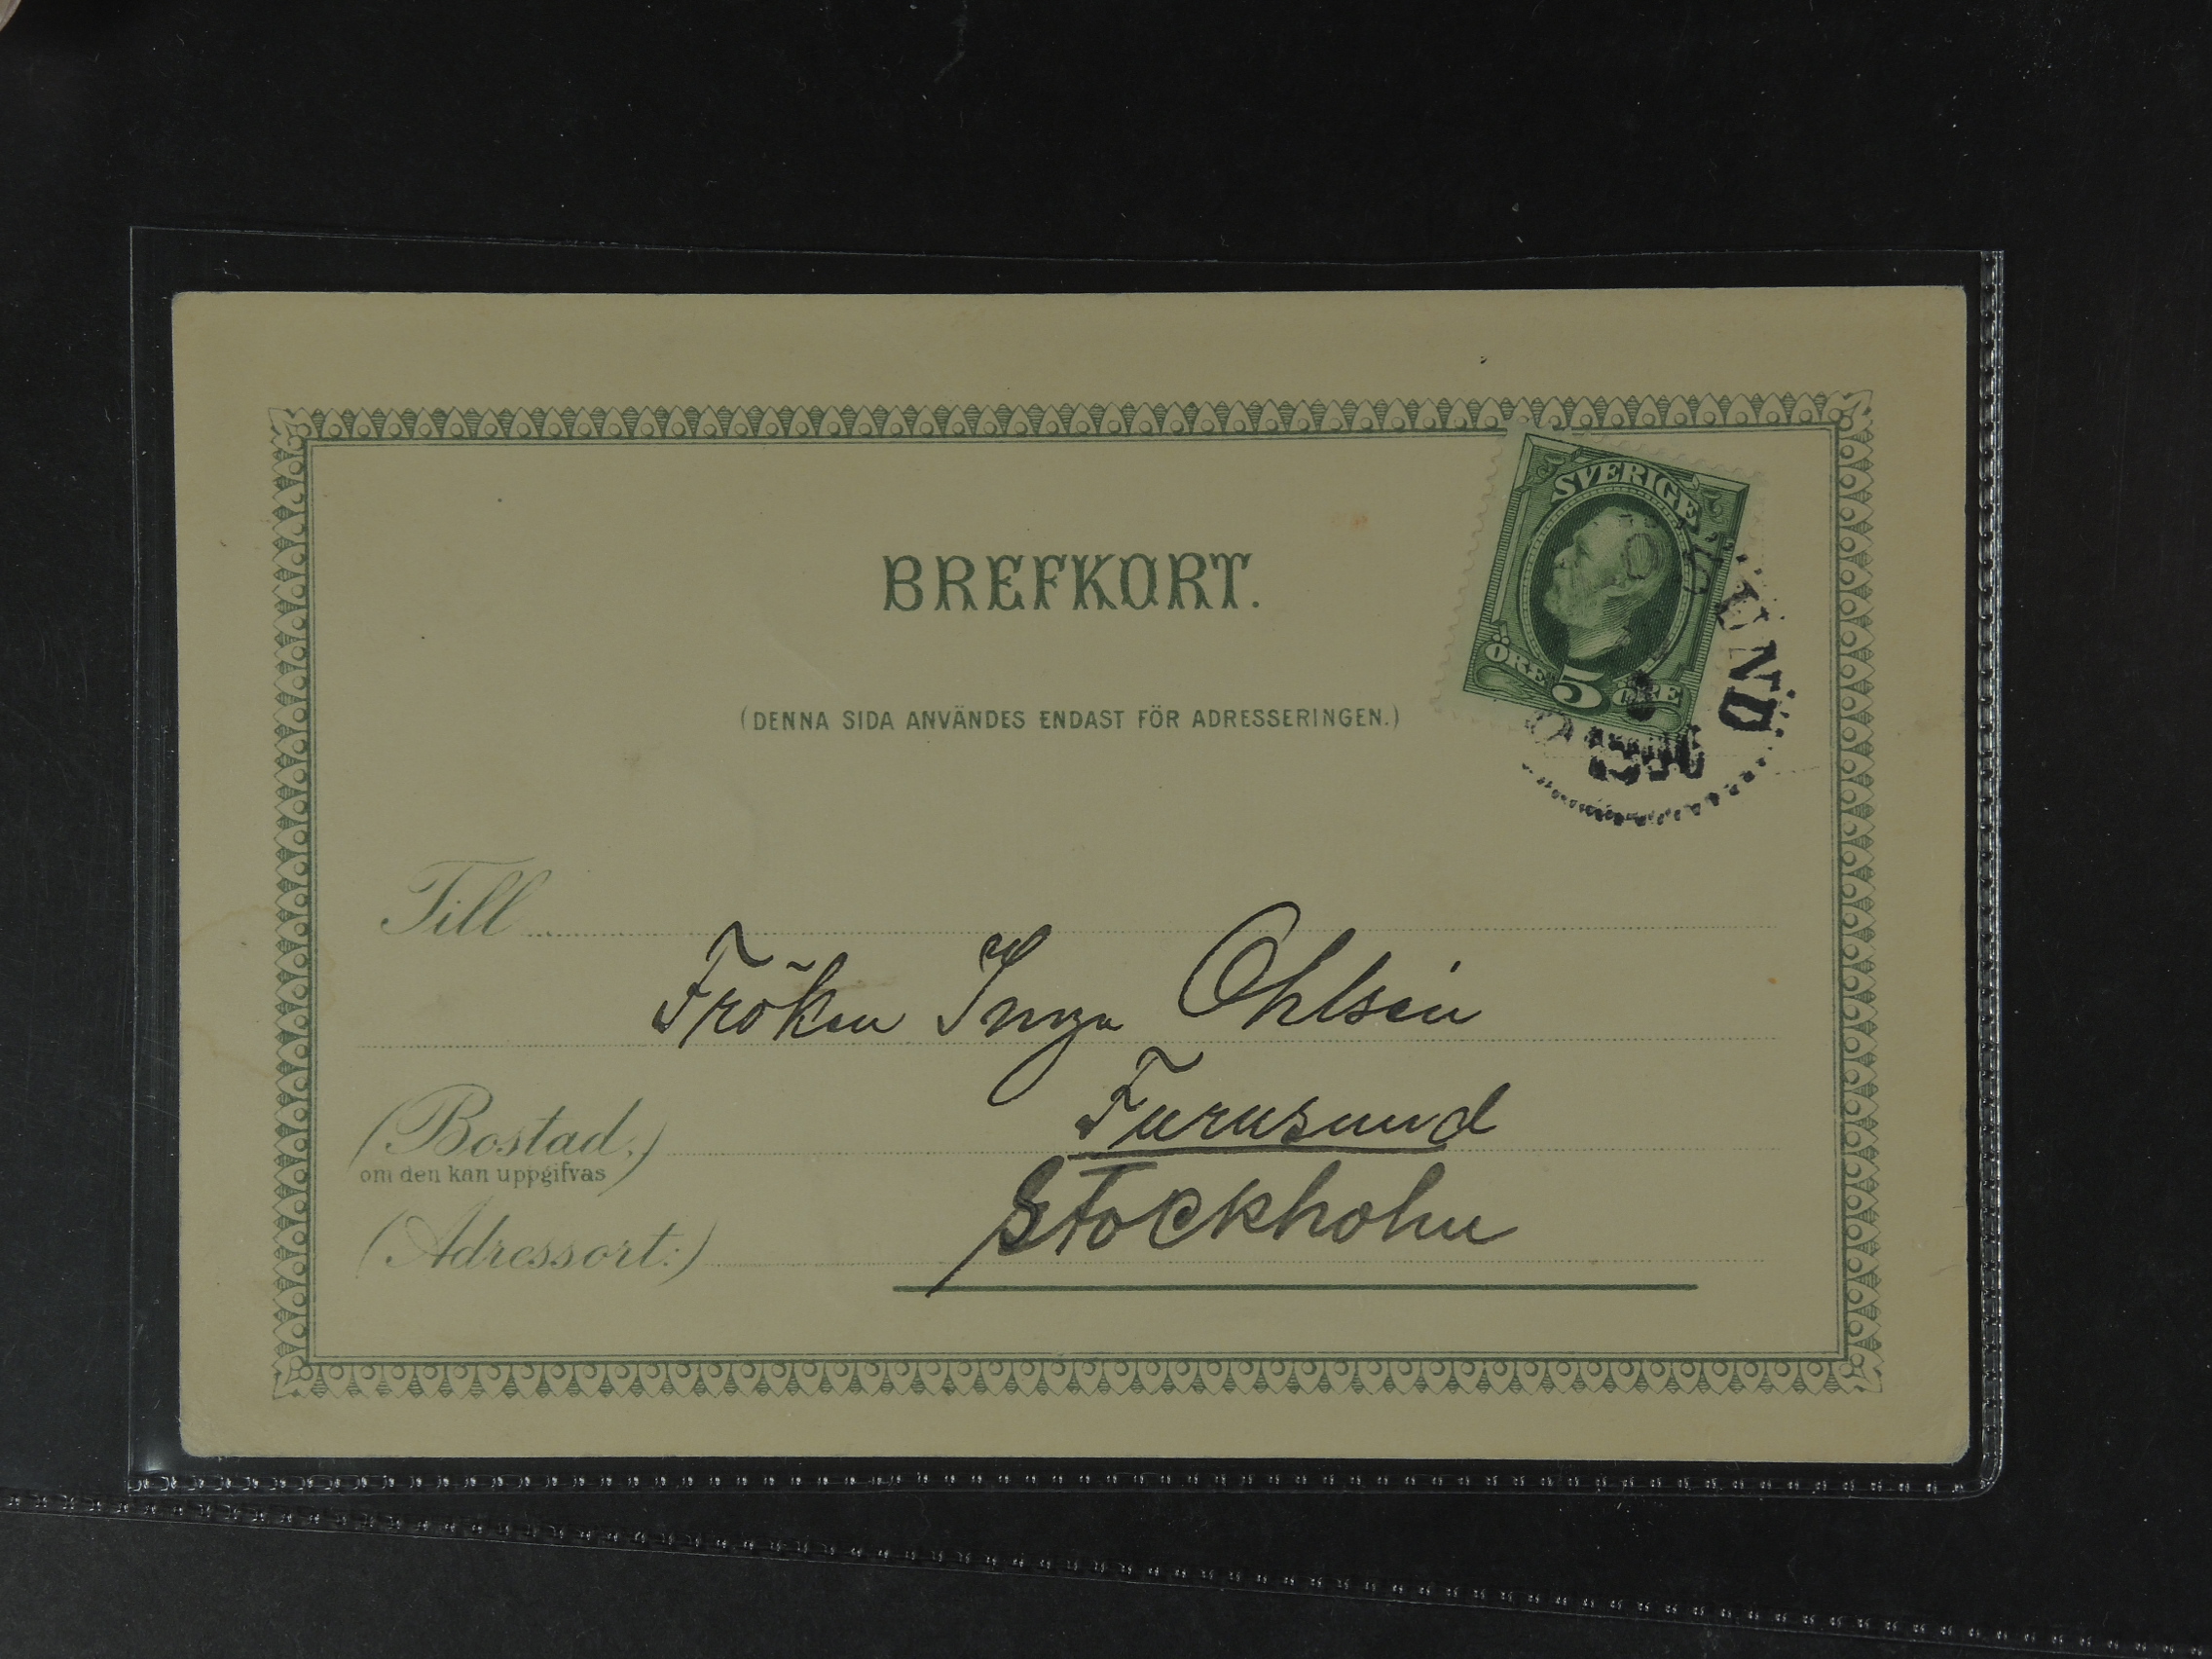 BREFKORT.
SVERIGE
ÖRE 5 ÖRE
(DENNA SIDA ANVÄNDES ENDAST FÖR ADRESSERINGEN.)
Till
Fröken Inga Ohlsén
(Bostad.)
Furusund
om den kan uppgifvas
Stockholm
(Adressort:)